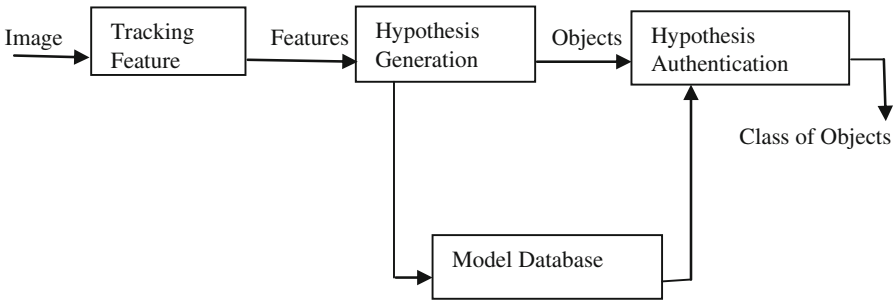 Image
Tracking
Feature
Features
Hypothesis
Generation
Objects
Hypothesis
Authentication
Class of Objects
Model Database